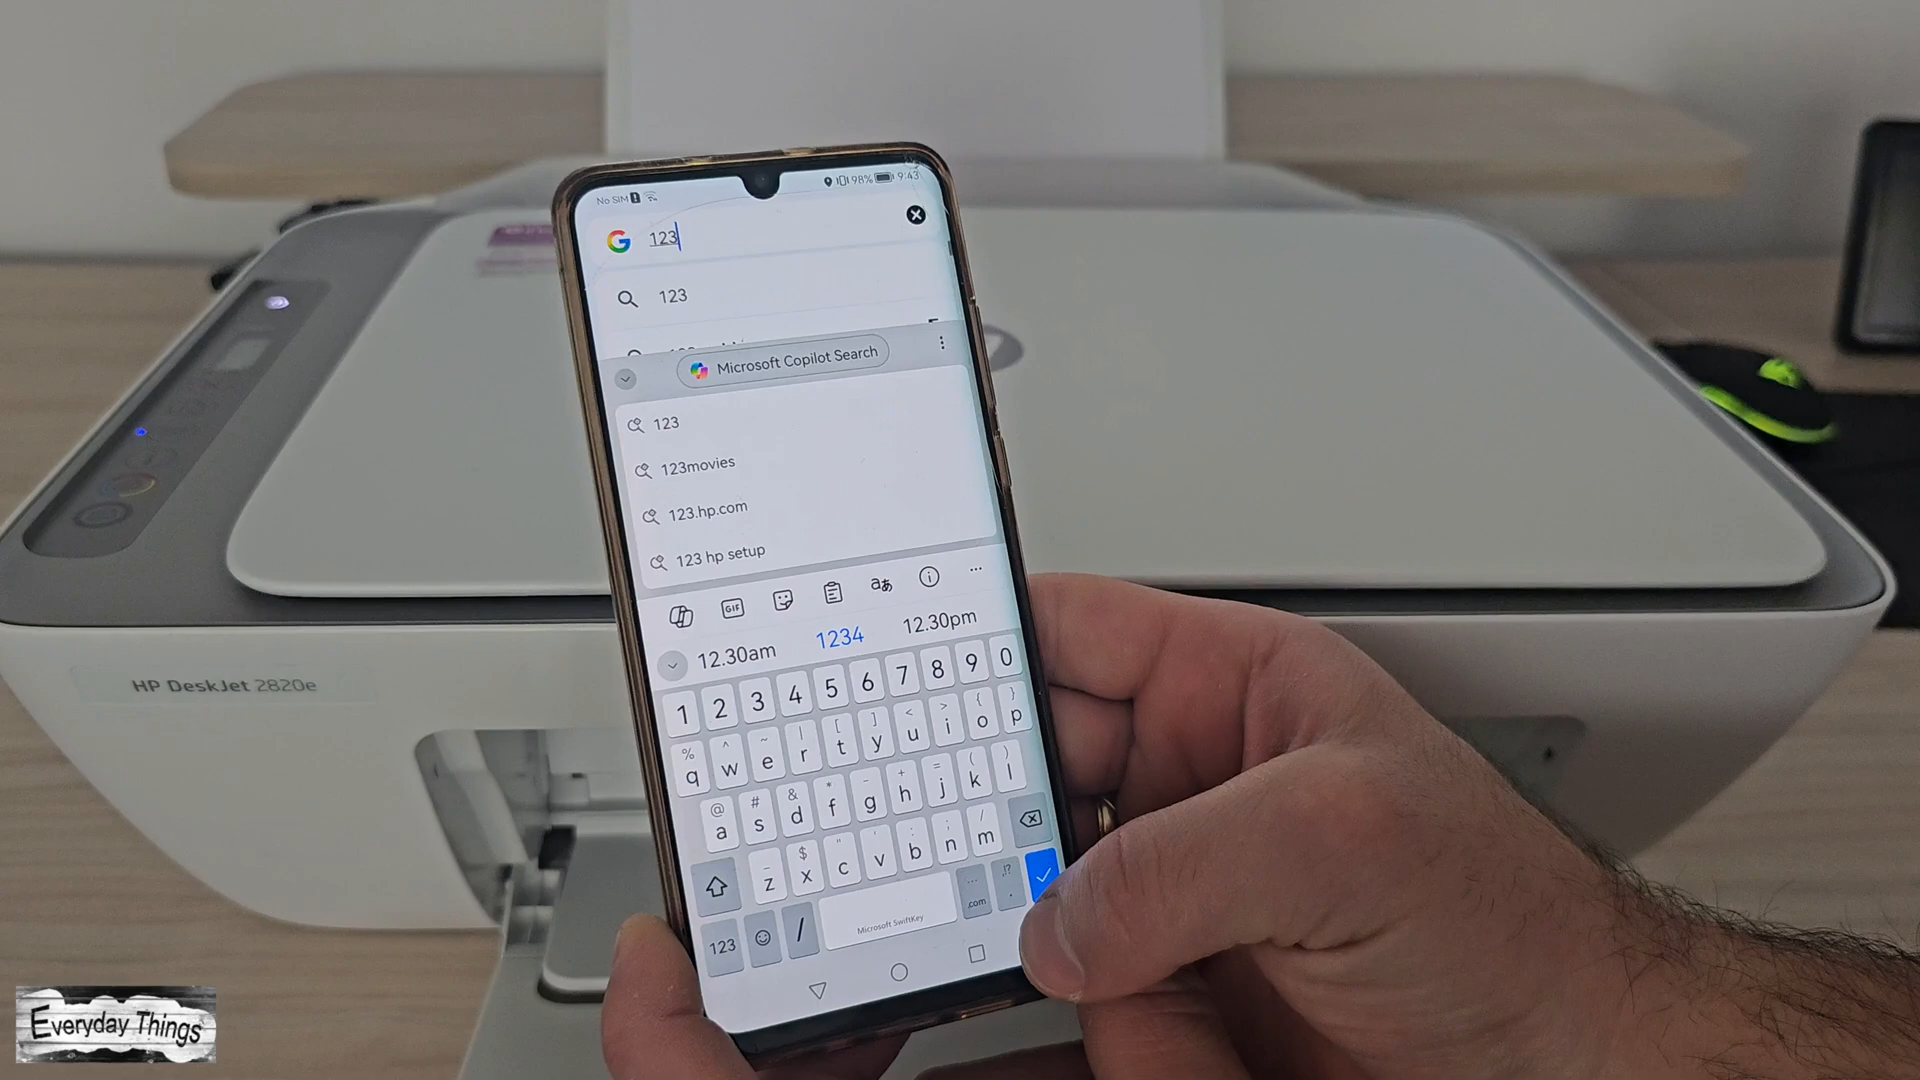 No SIM
98%
9:43
123
123
Microsoft Copilot Search
123
123movies
123.hp.com
123 hp setup
GIF
12.30am 1234 12.30pm
1 2 3 4 5 6 7 8 9 0
% ^ ~ | [ ] < > { }
q w e r t y u i o p
@ # & * - + = ( )
a s d f g h j k l
$ " ' : ; /
z x c v b n m
123 / Microsoft SwiftKey .com !? .
HP DeskJet 2820e
Everyday Things